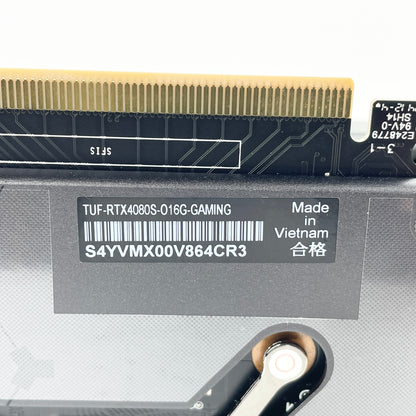 E248779
94V-0
SH14
3-1
SFIS
TUF-RTX4080S-O16G-GAMING
S4YVMX00V864CR3
Made
in
Vietnam
合格